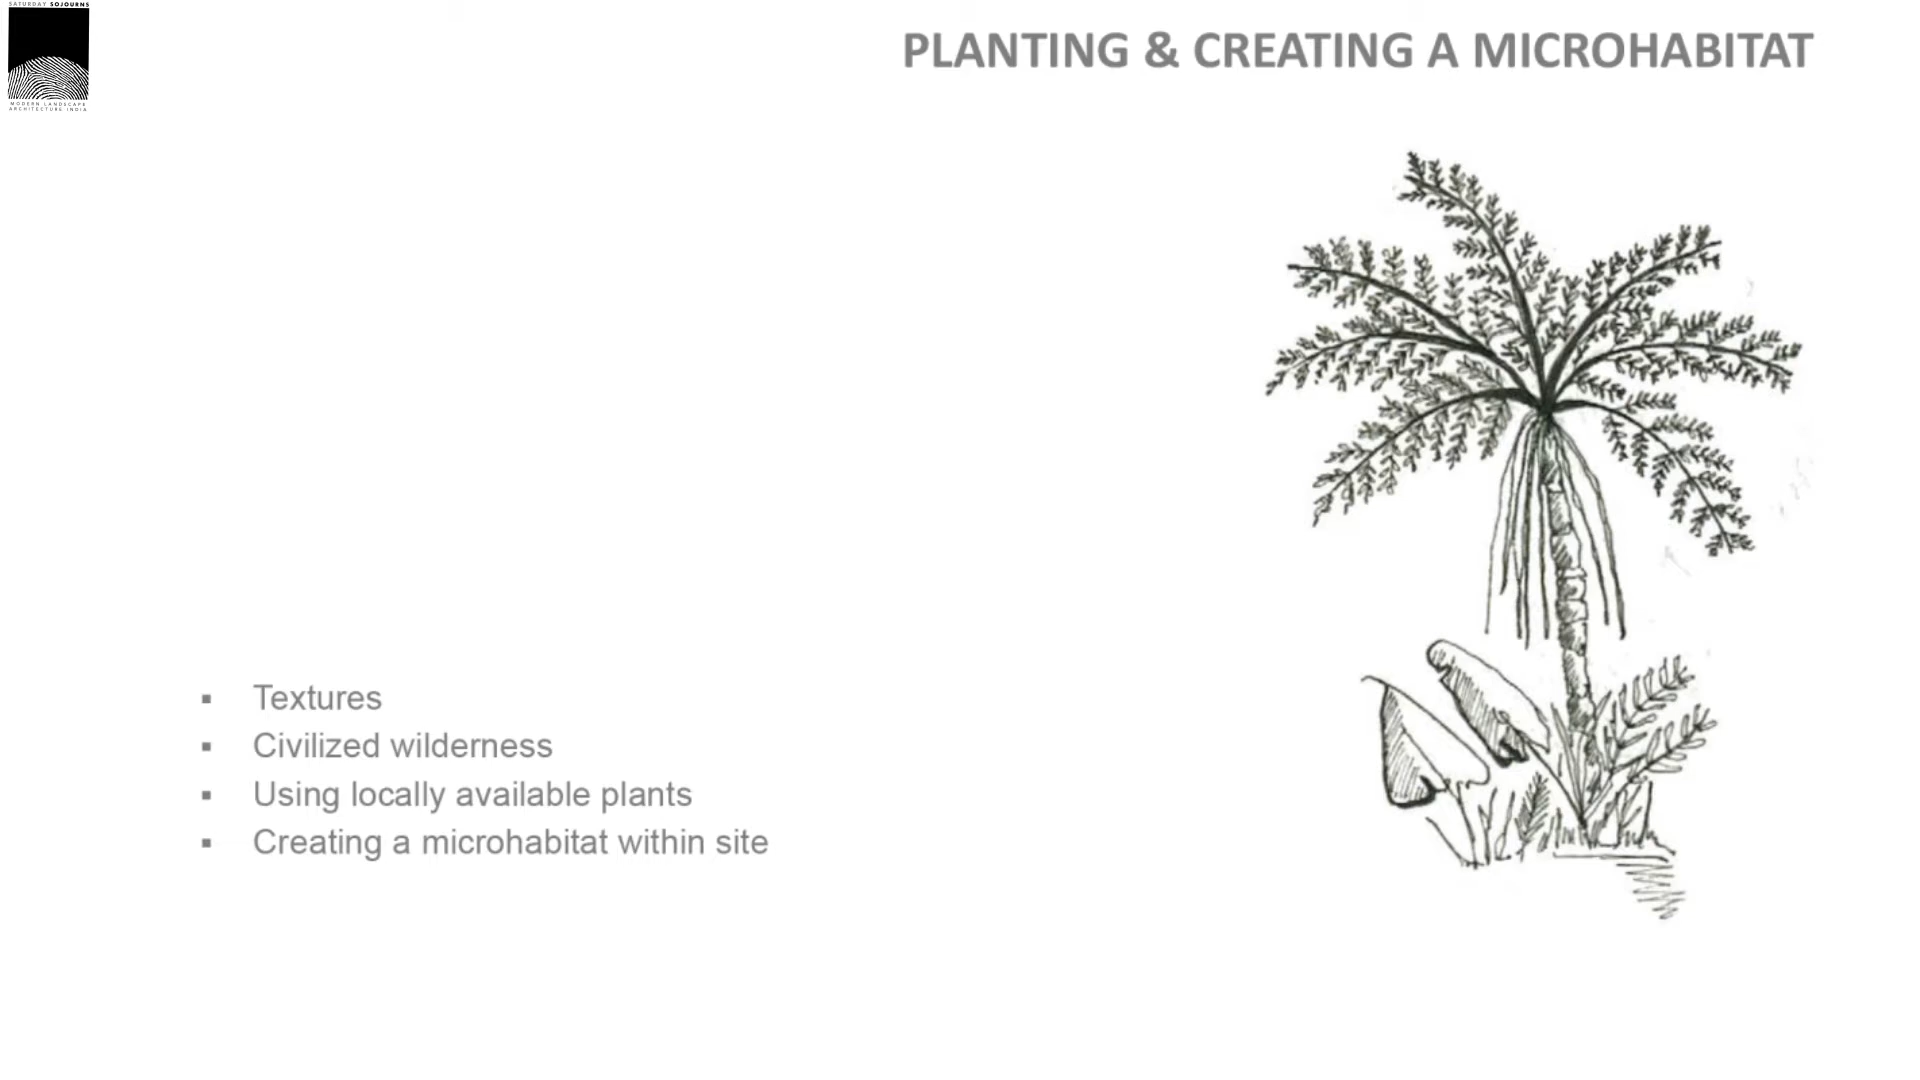 SATURDAY SOJOURNS
MODERN LANDSCAPE
ARCHITECTURE INDIA
PLANTING & CREATING A MICROHABITAT
▪ Textures
▪ Civilized wilderness
▪ Using locally available plants
▪ Creating a microhabitat within site